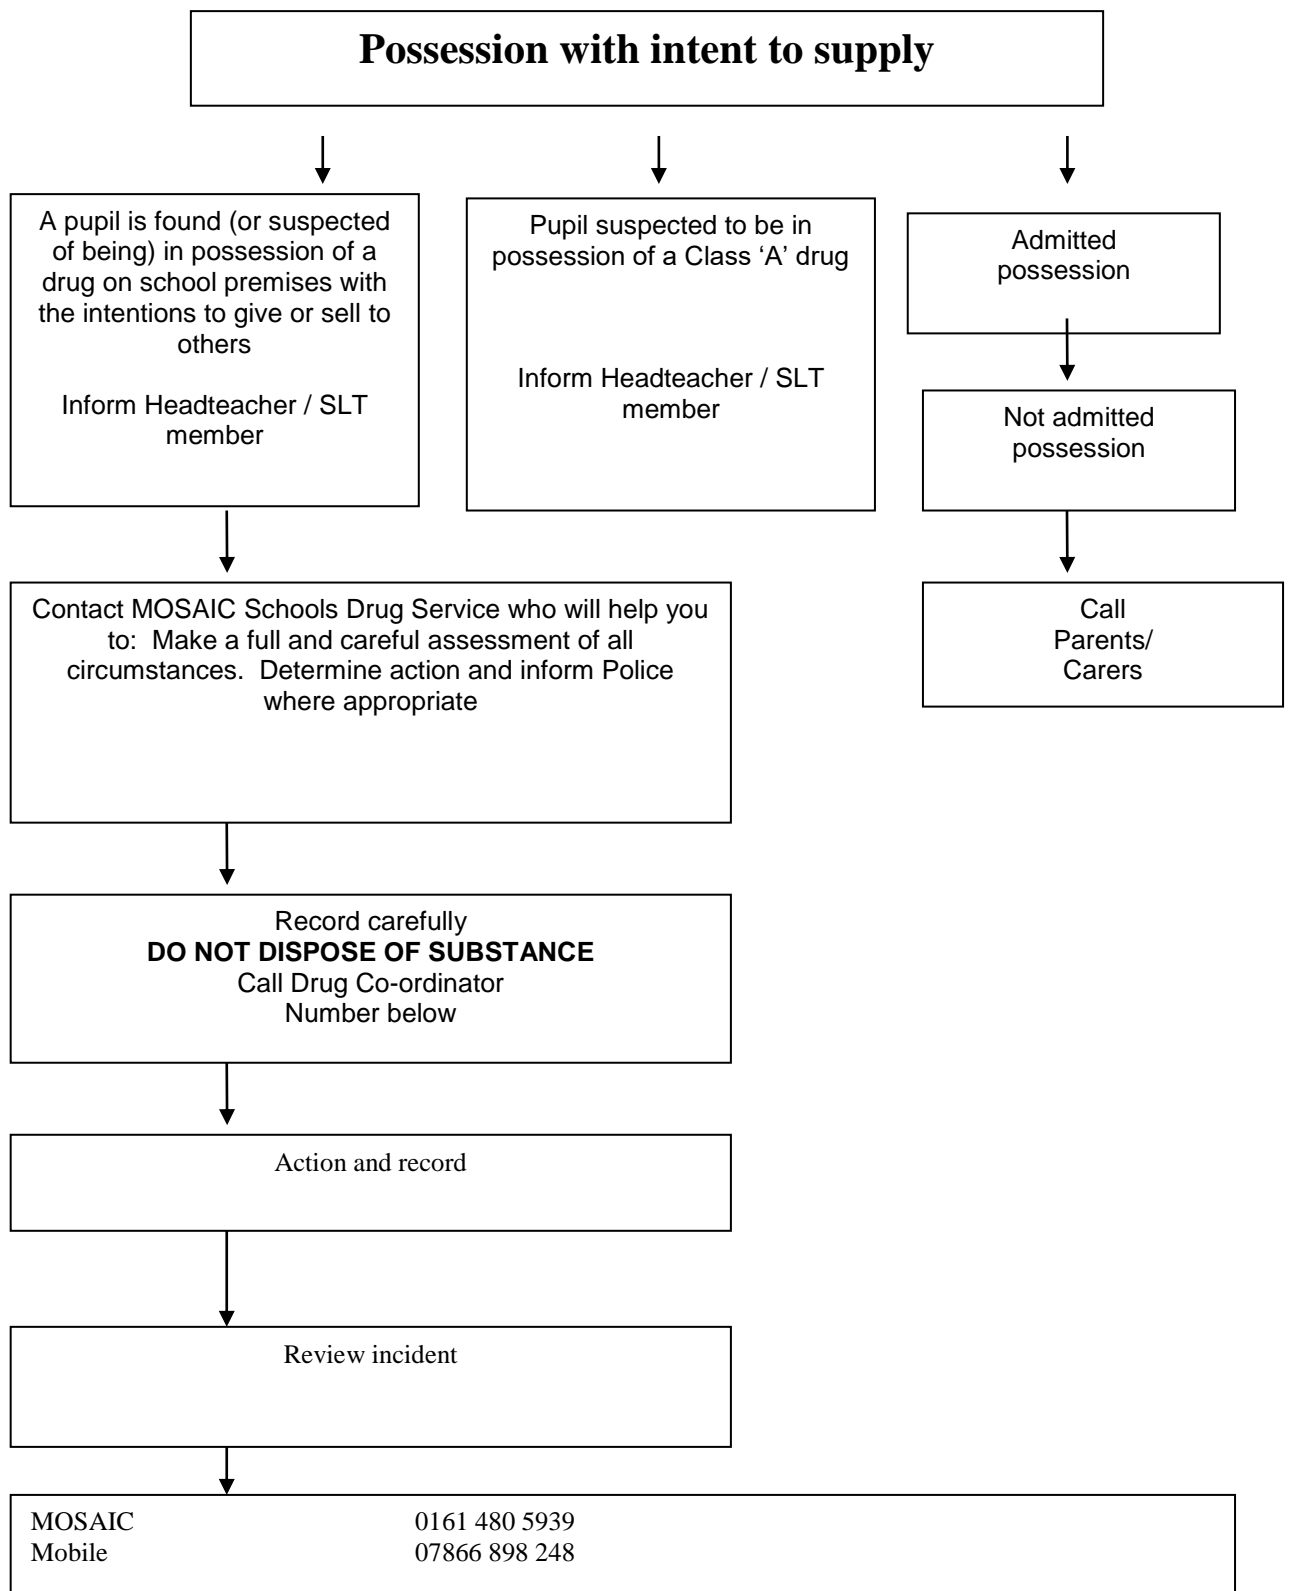 Possession with intent to supply
A pupil is found (or suspected
of being) in possession of a
drug on school premises with
the intentions to give or sell to
others
Inform Headteacher / SLT
member
Pupil suspected to be in
possession of a Class ‘A’ drug
Inform Headteacher / SLT
member
Admitted
possession
Not admitted
possession
Call
Parents/
Carers
Contact MOSAIC Schools Drug Service who will help you
to:  Make a full and careful assessment of all
circumstances.  Determine action and inform Police
where appropriate
Record carefully
DO NOT DISPOSE OF SUBSTANCE
Call Drug Co-ordinator
Number below
Action and record
Review incident
MOSAIC 0161 480 5939
Mobile 07866 898 248